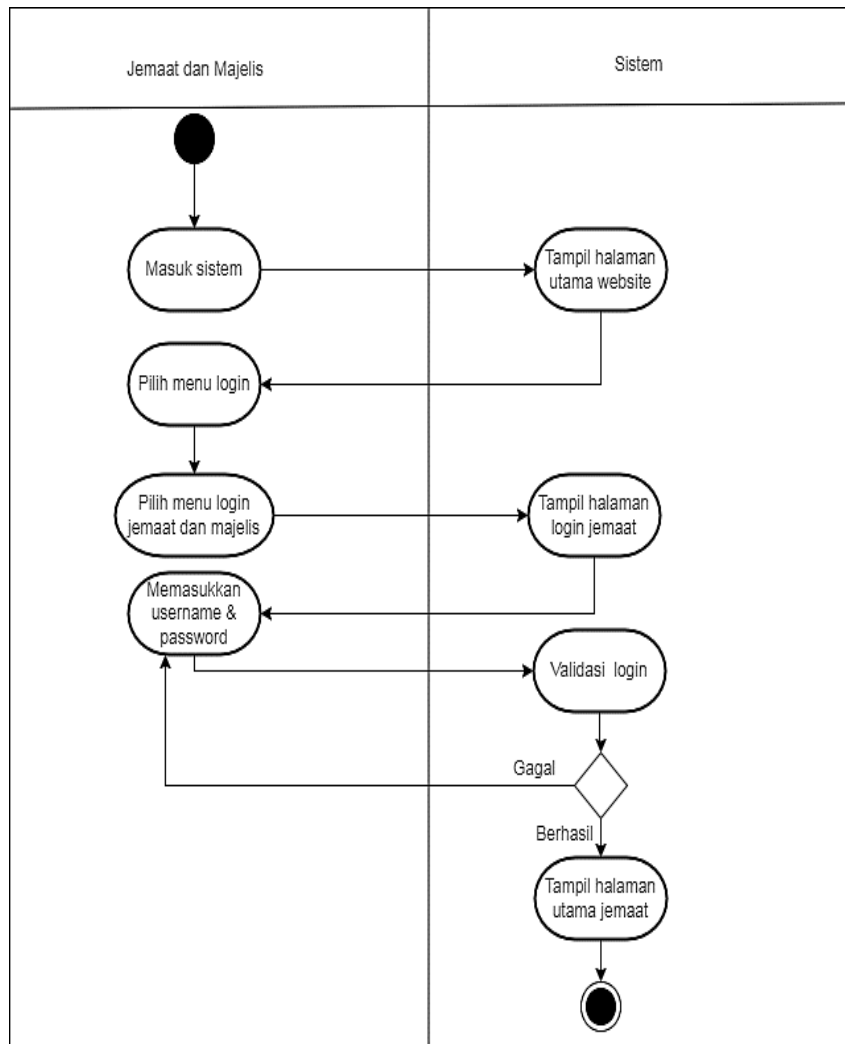 Jemaat dan Majelis
Sistem
Masuk sistem
Tampil halaman
utama website
Pilih menu login
Pilih menu login
jemaat dan majelis
Tampil halaman
login jemaat
Memasukkan
username &
password
Validasi login
Gagal
Berhasil
Tampil halaman
utama jemaat